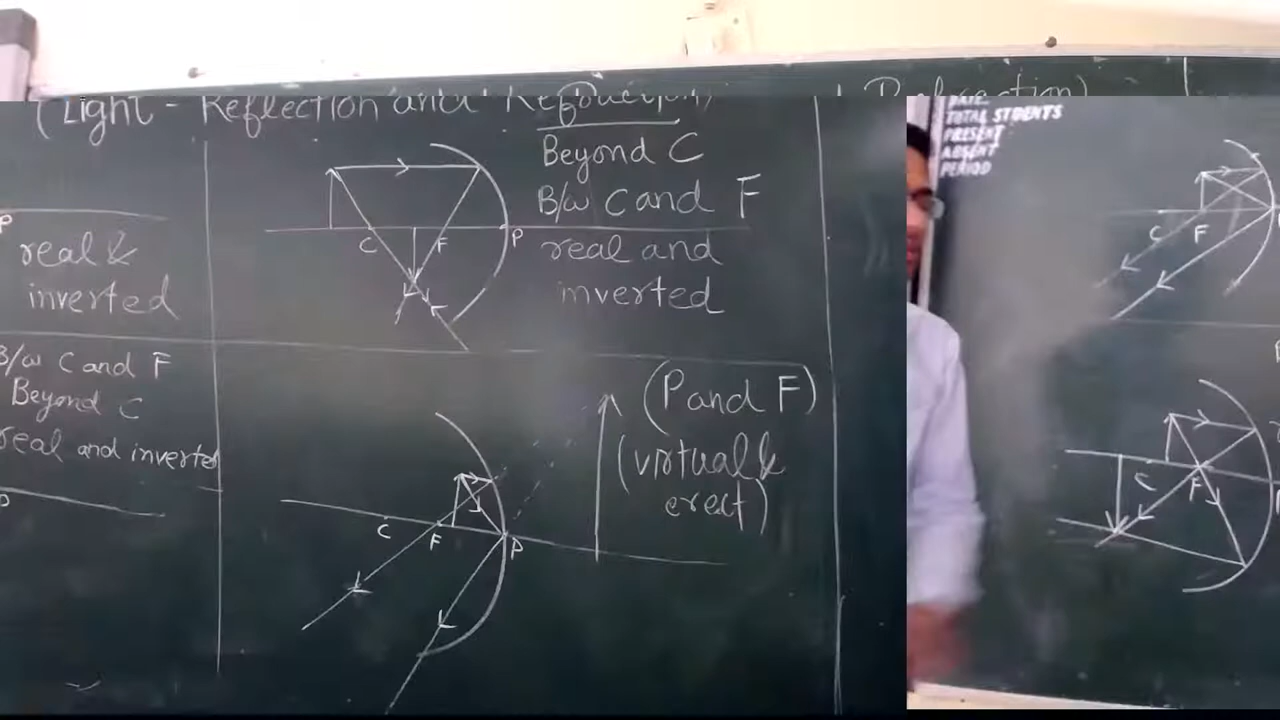 (Light - Reflection and Refraction)
Beyond C
B/w C and F
real and
inverted
C
F
P
real &
inverted
B/w C and F
Beyond C
real and inverted
P
(P and F)
(virtual &
erect)
C
F
P
TOTAL STUDENTS
PRESENT
ABSENT
PERIOD
C
F
C
F